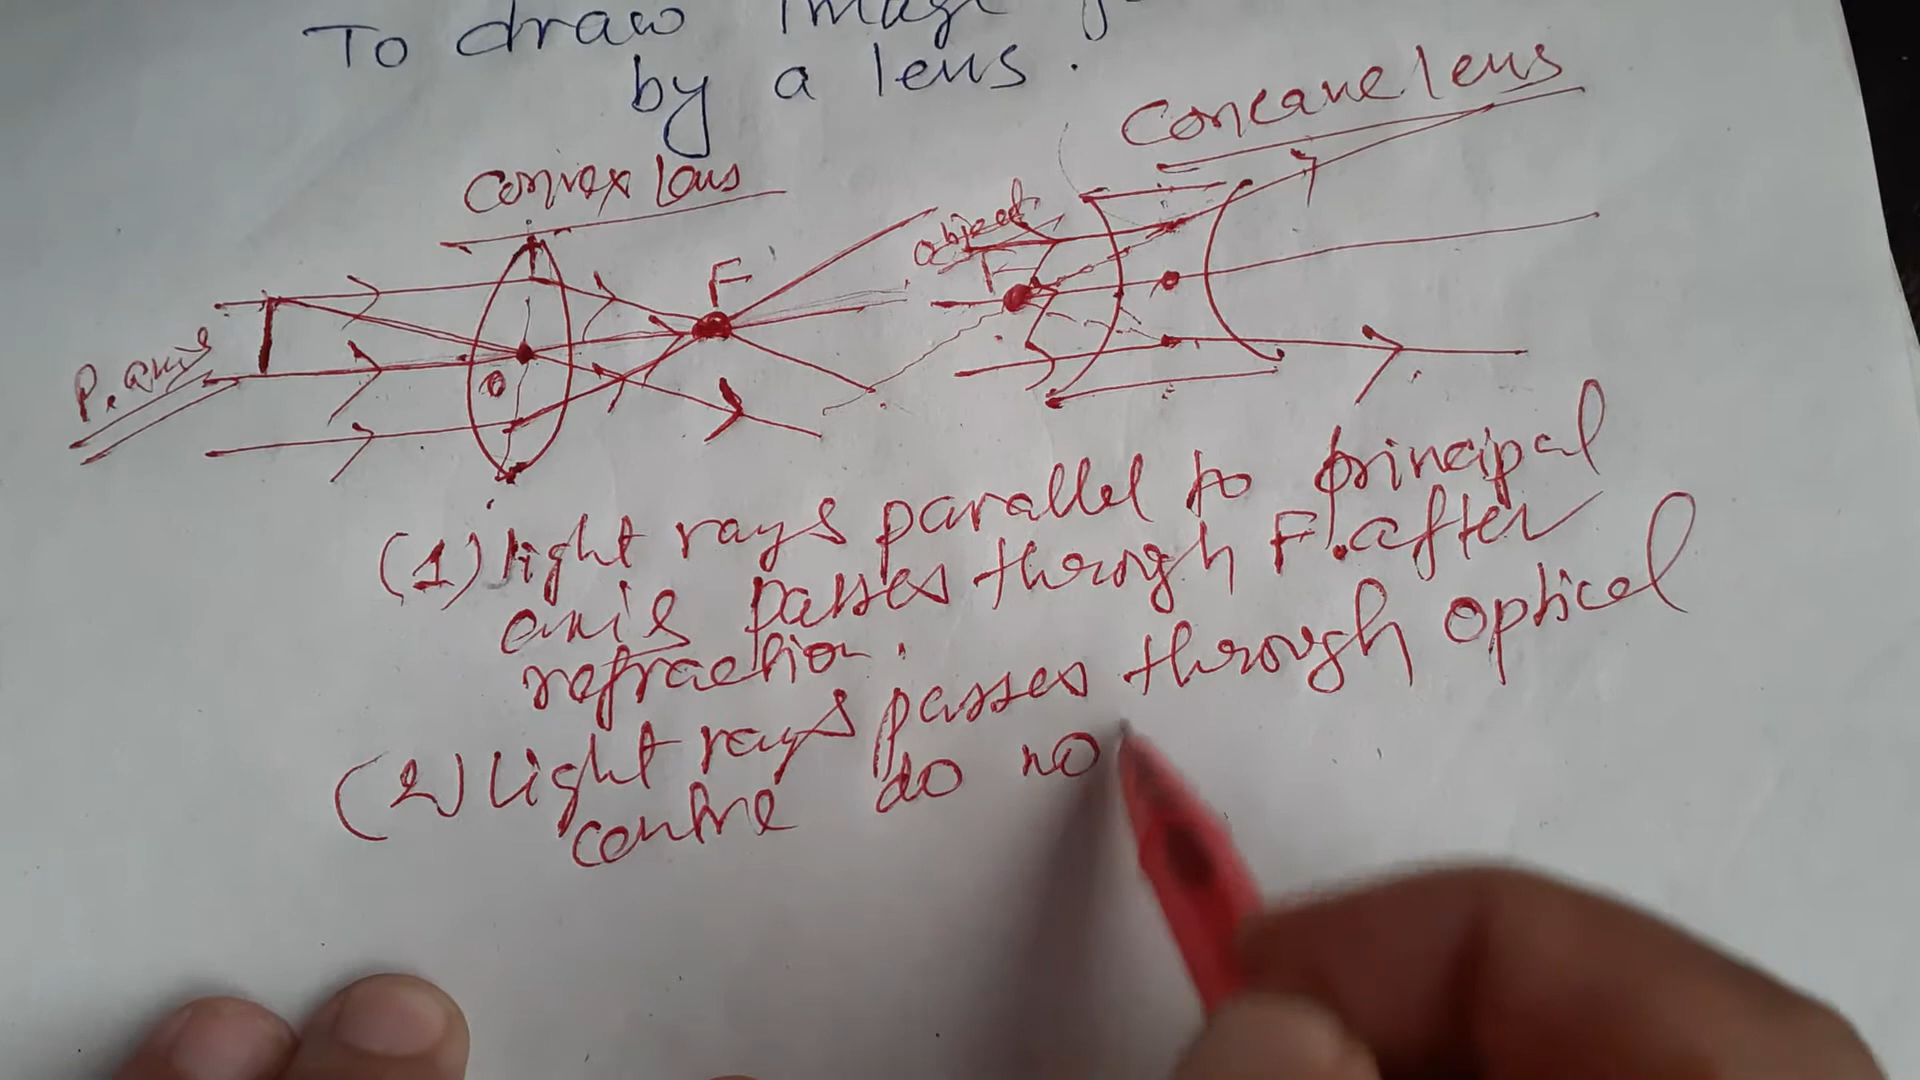 To draw image
by a lens.
Concave lens
Convex lens
object
F
F
P. axis
O
(1) light rays parallel to principal
axis passes through F. after
refraction.
(2) Light rays passes through optical
centre do no